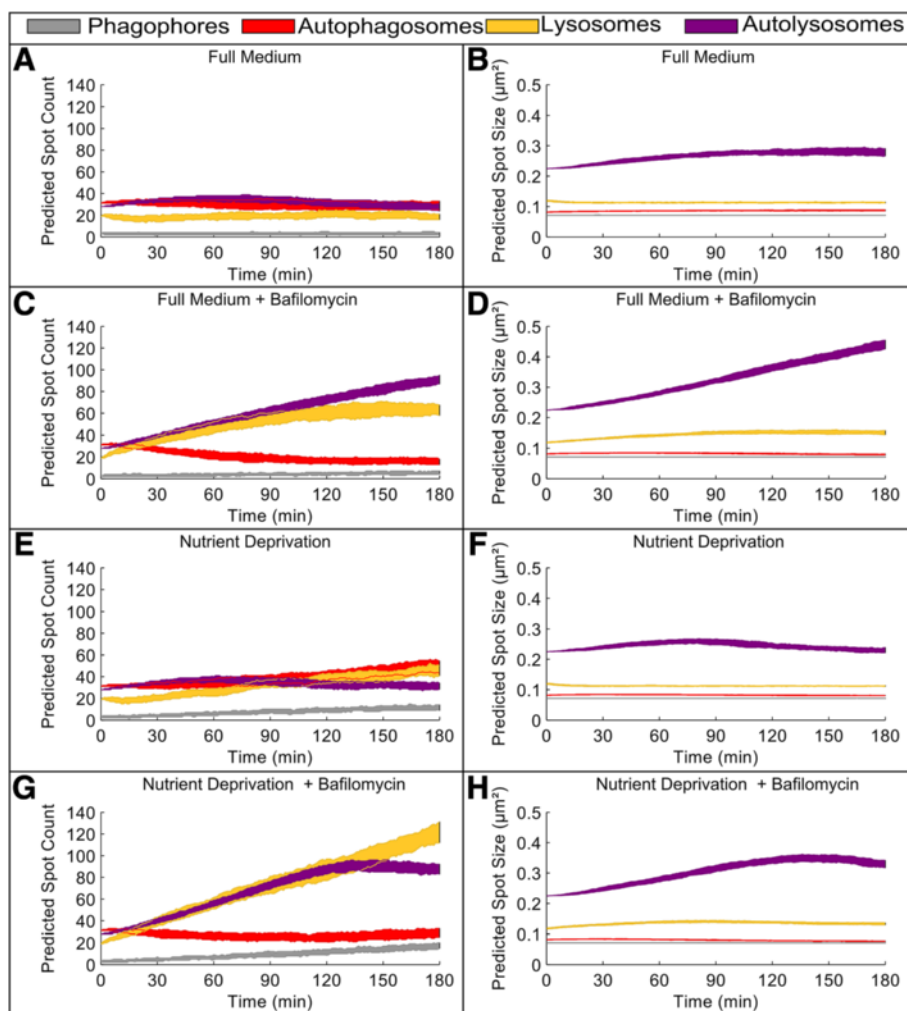 Phagophores Autophagosomes Lysosomes Autolysosomes
A Full Medium
Predicted Spot Count
140
120
100
80
60
40
20
0
0 30 60 90 120 150 180
Time (min)
B Full Medium
Predicted Spot Size (µm²)
0.5
0.4
0.3
0.2
0.1
0
0 30 60 90 120 150 180
Time (min)
C Full Medium + Bafilomycin
Predicted Spot Count
140
120
100
80
60
40
20
0
0 30 60 90 120 150 180
Time (min)
D Full Medium + Bafilomycin
Predicted Spot Size (µm²)
0.5
0.4
0.3
0.2
0.1
0
0 30 60 90 120 150 180
Time (min)
E Nutrient Deprivation
Predicted Spot Count
140
120
100
80
60
40
20
0
0 30 60 90 120 150 180
Time (min)
F Nutrient Deprivation
Predicted Spot Size (µm²)
0.5
0.4
0.3
0.2
0.1
0
0 30 60 90 120 150 180
Time (min)
G Nutrient Deprivation + Bafilomycin
Predicted Spot Count
140
120
100
80
60
40
20
0
0 30 60 90 120 150 180
Time (min)
H Nutrient Deprivation + Bafilomycin
Predicted Spot Size (µm²)
0.5
0.4
0.3
0.2
0.1
0
0 30 60 90 120 150 180
Time (min)